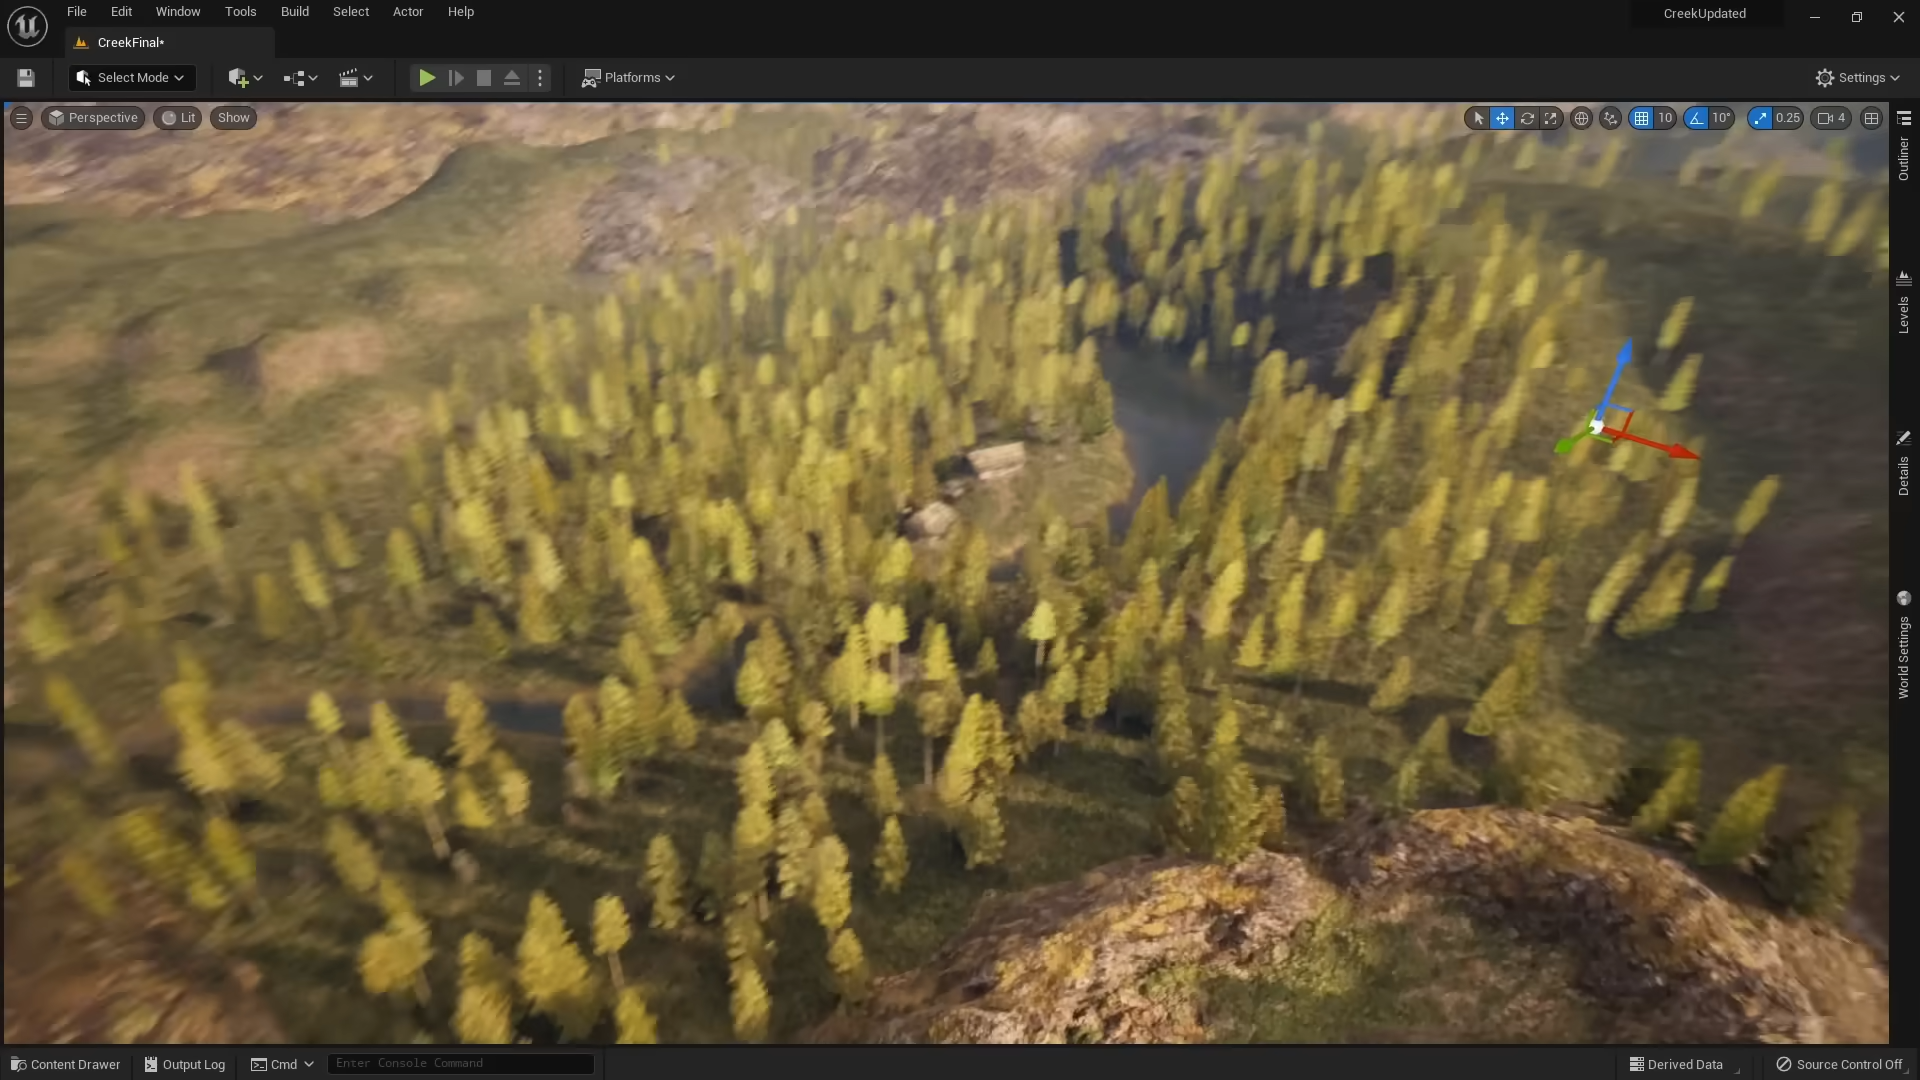 File Edit Window Tools Build Select Actor Help
CreekUpdated
CreekFinal*
Select Mode
Platforms
Settings
Perspective Lit Show
10 10° 0.25 4
Outliner
Levels
Details
World Settings
Content Drawer Output Log Cmd Enter Console Command Derived Data Source Control Off